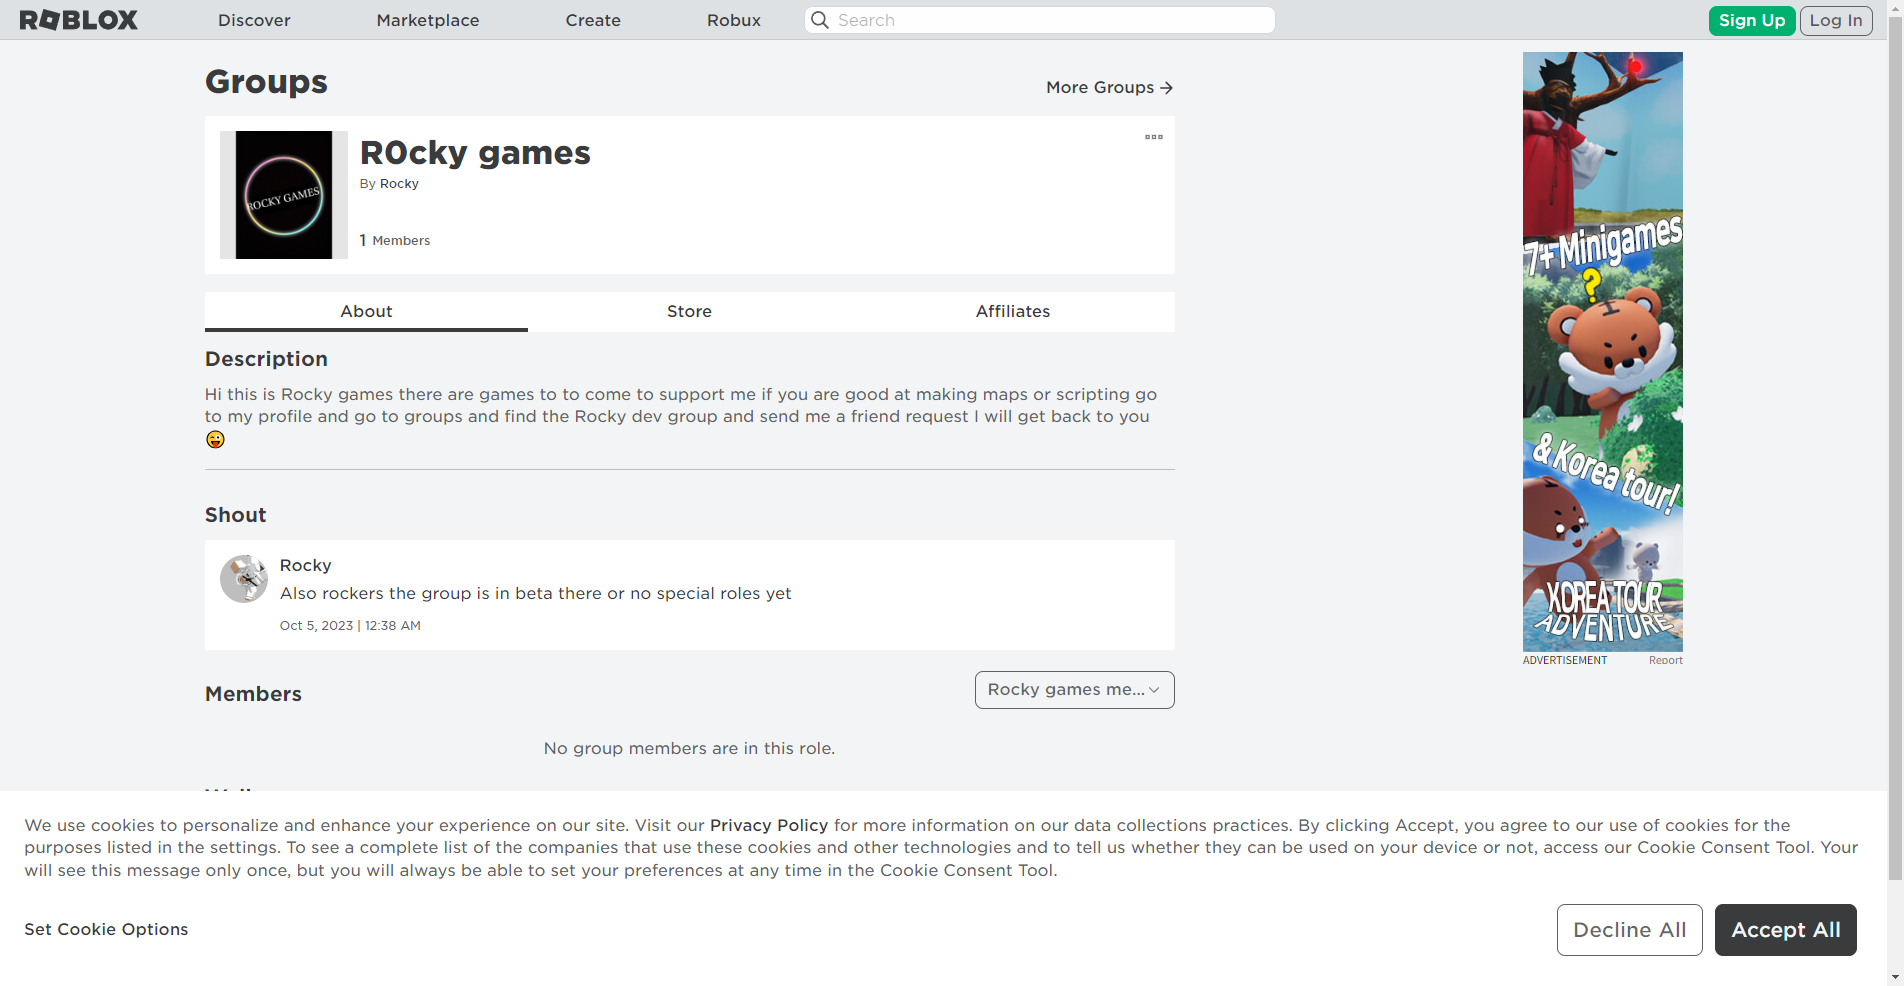 ROBLOX Discover Marketplace Create Robux Search Sign Up Log In
Groups
More Groups
ROCKY GAMES
R0cky games
By Rocky
1 Members
About Store Affiliates
Description
Hi this is Rocky games there are games to to come to support me if you are good at making maps or scripting go
to my profile and go to groups and find the Rocky dev group and send me a friend request I will get back to you
😜
Shout
Rocky
Also rockers the group is in beta there or no special roles yet
Oct 5, 2023 | 12:38 AM
Members
Rocky games me...
No group members are in this role.
7+ Minigames
?
& Korea tour!
KOREA TOUR
ADVENTURE
ADVERTISEMENT Report
We use cookies to personalize and enhance your experience on our site. Visit our Privacy Policy for more information on our data collections practices. By clicking Accept, you agree to our use of cookies for the
purposes listed in the settings. To see a complete list of the companies that use these cookies and other technologies and to tell us whether they can be used on your device or not, access our Cookie Consent Tool. Your
will see this message only once, but you will always be able to set your preferences at any time in the Cookie Consent Tool.
Set Cookie Options
Decline All Accept All